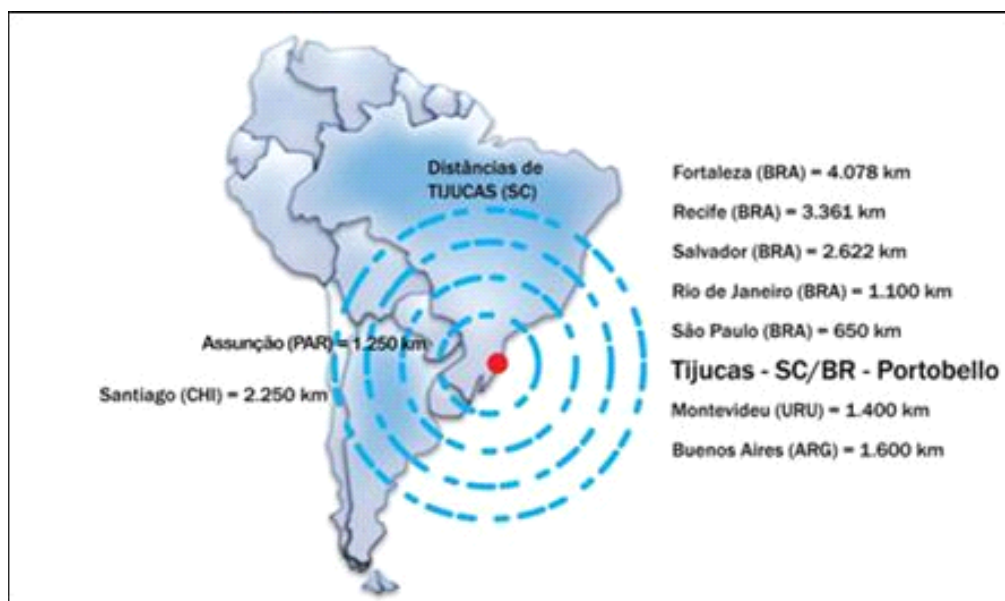 Distâncias de
TIJUCAS (SC)
Fortaleza (BRA) = 4.078 km
Recife (BRA) = 3.361 km
Salvador (BRA) = 2.622 km
Rio de Janeiro (BRA) = 1.100 km
São Paulo (BRA) = 650 km
Assunção (PAR) = 1.250 km
Tijucas - SC/BR - Portobello
Santiago (CHI) = 2.250 km
Montevideu (URU) = 1.400 km
Buenos Aires (ARG) = 1.600 km